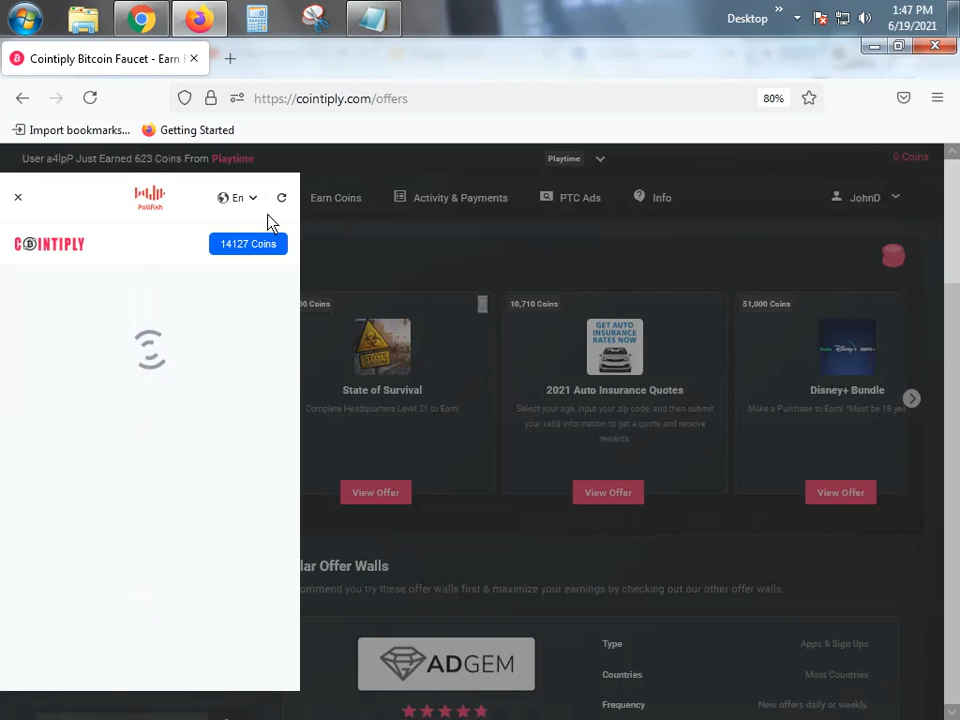 Desktop
»
1:47 PM
6/19/2021
Cointiply Bitcoin Faucet - Earn F
https://cointiply.com/offers
80%
Import bookmarks...
Getting Started
User a4lpP Just Earned 623 Coins From Playtime
Playtime
0 Coins
Pollfish
En
Earn Coins
Activity & Payments
PTC Ads
Info
JohnD
COINTIPLY
14127 Coins
00 Coins
10,710 Coins
51,000 Coins
GET AUTO
INSURANCE
RATES NOW
hulu Disney+ ESPN+
State of Survival
2021 Auto Insurance Quotes
Disney+ Bundle
Complete Headquarters Level 21 to Earn!
Select your age, input your zip code, and then submit
your valid information to get a quote and receive
rewards.
Make a Purchase to Earn! *Must be 18 yea
View Offer
View Offer
View Offer
lar Offer Walls
mmend you try these offer walls first & maximize your earnings by checking out our other offer walls.
ADGEM
Type
Apps & Sign Ups
Countries
Most Countries
Frequency
New offers daily or weekly.